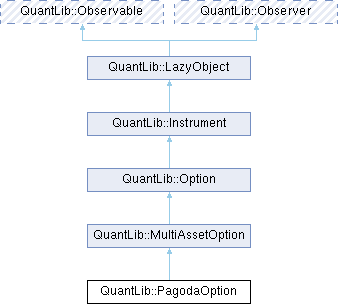 QuantLib::Observable QuantLib::Observer
QuantLib::LazyObject
QuantLib::Instrument
QuantLib::Option
QuantLib::MultiAssetOption
QuantLib::PagodaOption